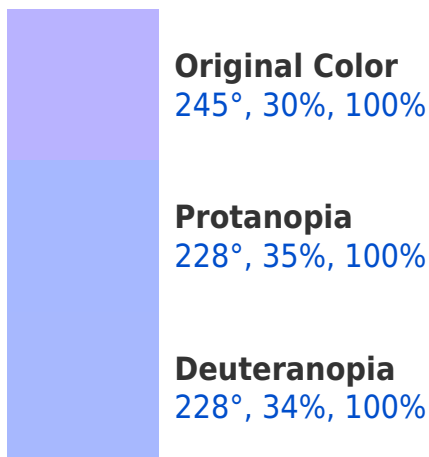 Original Color
245°, 30%, 100%
Protanopia
228°, 35%, 100%
Deuteranopia
228°, 34%, 100%